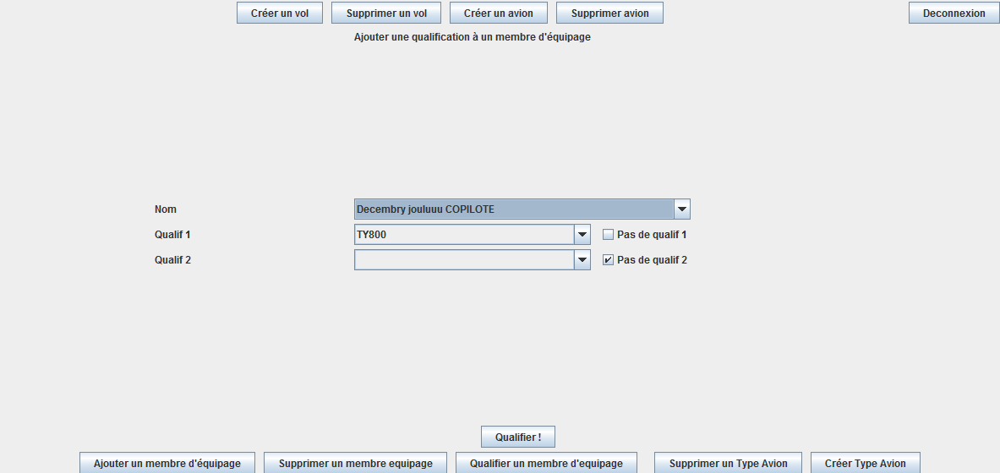 Créer un vol Supprimer un vol Créer un avion Supprimer avion Deconnexion
Ajouter une qualification à un membre d'équipage
Nom Decembry jouluuu COPILOTE
Qualif 1 TY800 Pas de qualif 1
Qualif 2 Pas de qualif 2
Qualifier !
Ajouter un membre d'équipage Supprimer un membre equipage Qualifier un membre d'equipage Supprimer un Type Avion Créer Type Avion